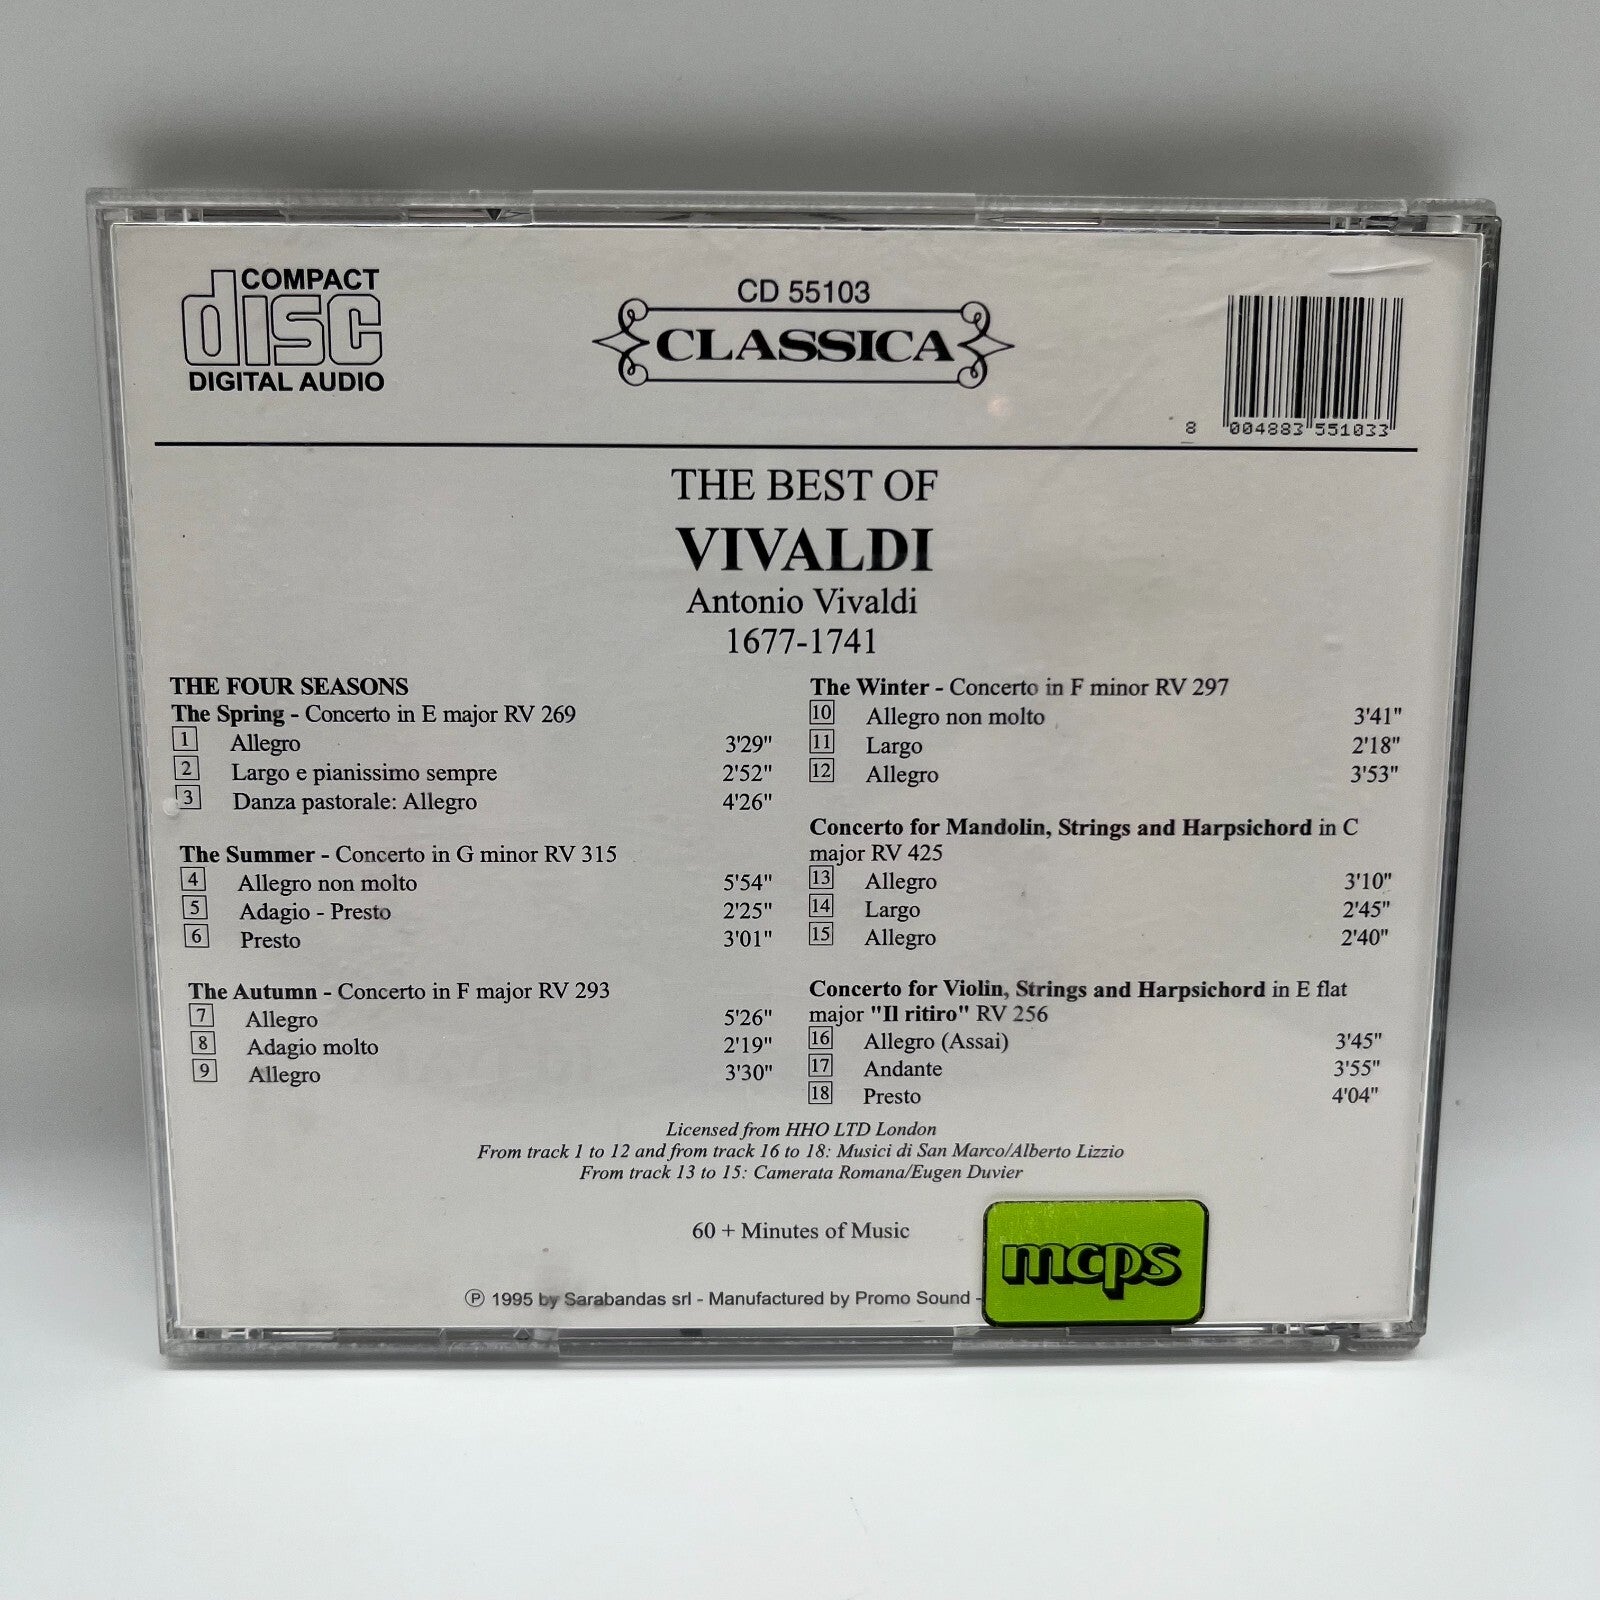 COMPACT
disc
DIGITAL AUDIO
CD 55103
CLASSICA
8 004883 551033
THE BEST OF
VIVALDI
Antonio Vivaldi
1677-1741
THE FOUR SEASONS
The Spring - Concerto in E major RV 269
1 Allegro 3'29"
2 Largo e pianissimo sempre 2'52"
3 Danza pastorale: Allegro 4'26"
The Summer - Concerto in G minor RV 315
4 Allegro non molto 5'54"
5 Adagio - Presto 2'25"
6 Presto 3'01"
The Autumn - Concerto in F major RV 293
7 Allegro 5'26"
8 Adagio molto 2'19"
9 Allegro 3'30"
The Winter - Concerto in F minor RV 297
10 Allegro non molto 3'41"
11 Largo 2'18"
12 Allegro 3'53"
Concerto for Mandolin, Strings and Harpsichord in C
major RV 425
13 Allegro 3'10"
14 Largo 2'45"
15 Allegro 2'40"
Concerto for Violin, Strings and Harpsichord in E flat
major "Il ritiro" RV 256
16 Allegro (Assai) 3'45"
17 Andante 3'55"
18 Presto 4'04"
Licensed from HHO LTD London
From track 1 to 12 and from track 16 to 18: Musici di San Marco/Alberto Lizzio
From track 13 to 15: Camerata Romana/Eugen Duvier
60 + Minutes of Music
℗ 1995 by Sarabandas srl - Manufactured by Promo Sound -
mcps